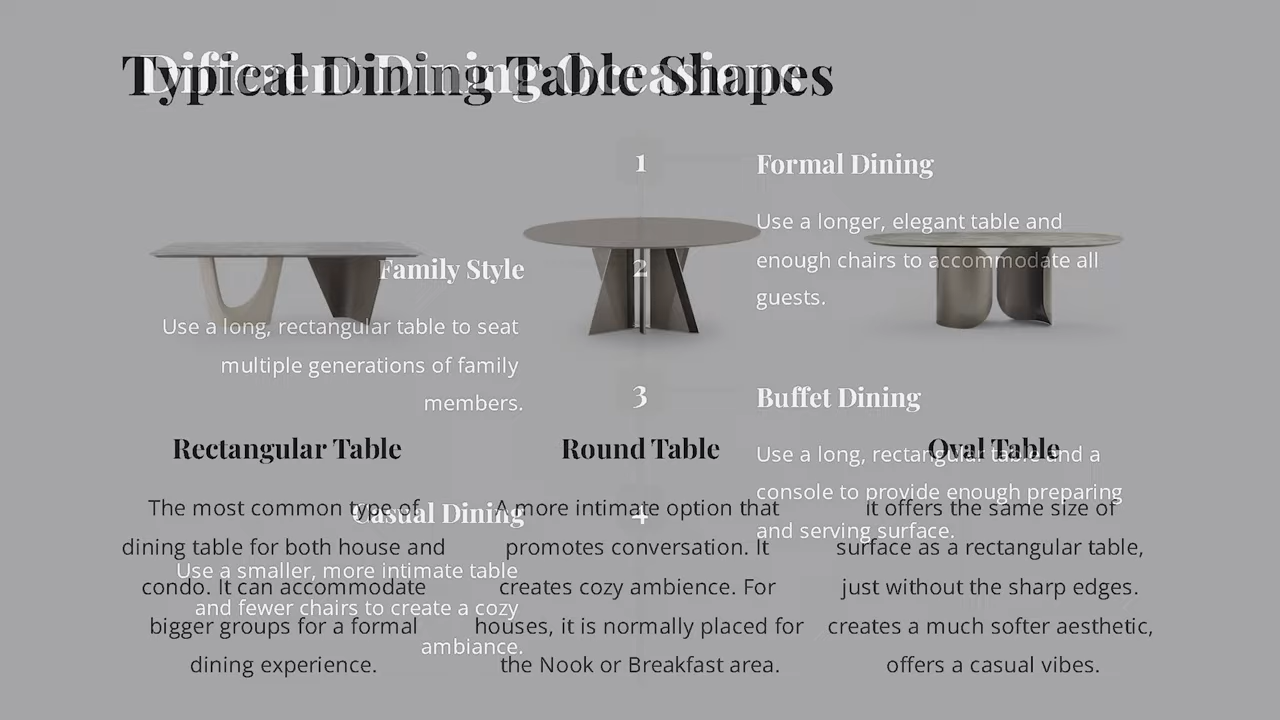 Different Dining Occasions
1
Formal Dining
Use a longer, elegant table and
enough chairs to accommodate all
guests.
2
Family Style
Use a long, rectangular table to seat
multiple generations of family
members.
3
Buffet Dining
Use a long, rectangular table and a
console to provide enough preparing
and serving surface.
4
Casual Dining
Use a smaller, more intimate table
and fewer chairs to create a cozy
ambiance.
Typical Dining Table Shapes
Rectangular Table
The most common type of
dining table for both house and
condo. It can accommodate
bigger groups for a formal
dining experience.
Round Table
A more intimate option that
promotes conversation. It
creates cozy ambience. For
houses, it is normally placed for
the Nook or Breakfast area.
Oval Table
it offers the same size of
surface as a rectangular table,
just without the sharp edges.
creates a much softer aesthetic,
offers a casual vibes.